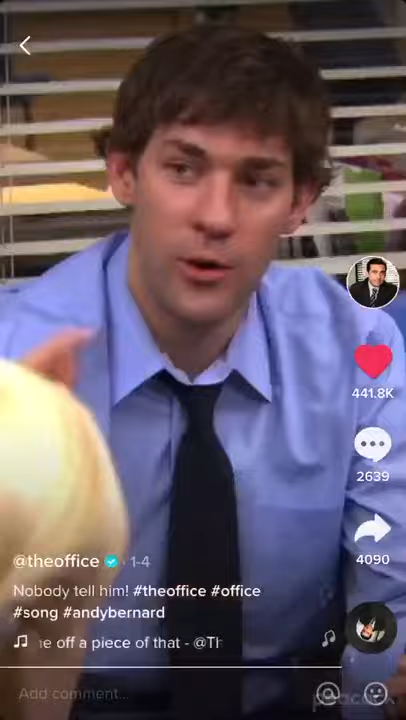 441.8K
2639
4090
@theoffice · 1-4
Nobody tell him! #theoffice #office
#song #andybernard
e off a piece of that - @Th
Add comment...
peacock